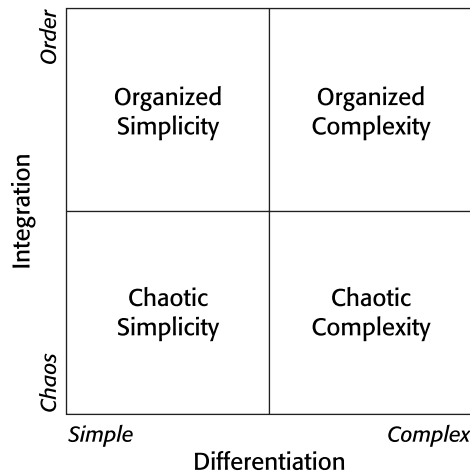 Order
Organized
Simplicity
Organized
Complexity
Integration
Chaotic
Simplicity
Chaotic
Complexity
Chaos
Simple
Complex
Differentiation